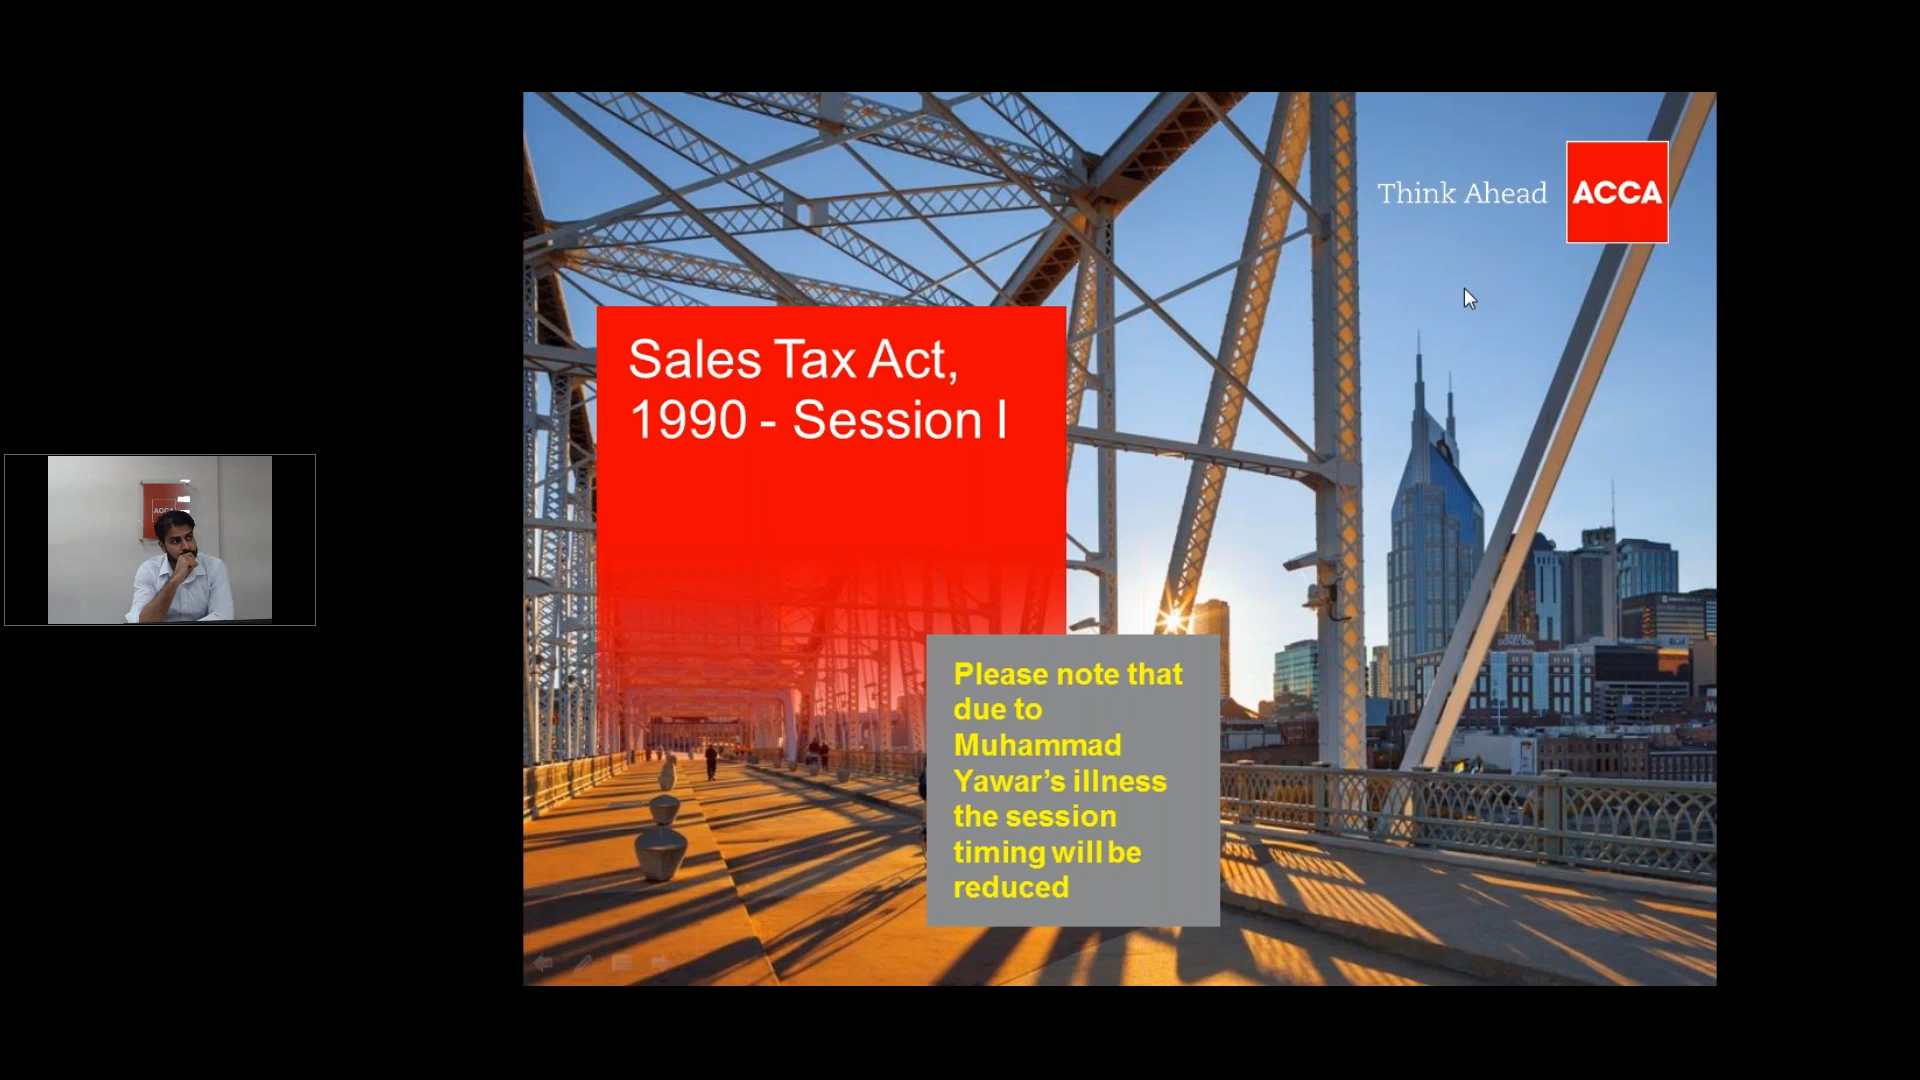 Think Ahead
ACCA
Sales Tax Act,
1990 - Session I
Please note that
due to
Muhammad
Yawar’s illness
the session
timing will be
reduced
ACCA